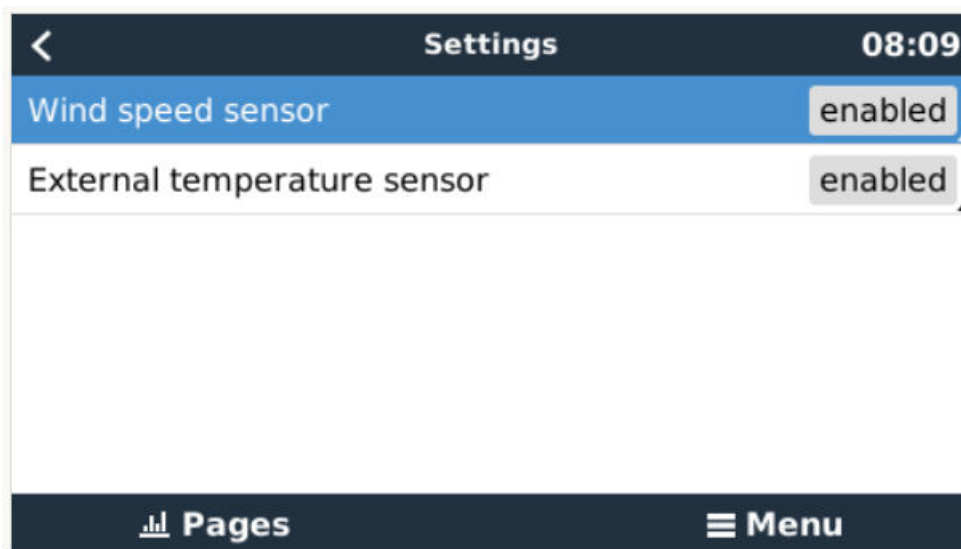 Settings 08:09
Wind speed sensor enabled
External temperature sensor enabled
Pages Menu